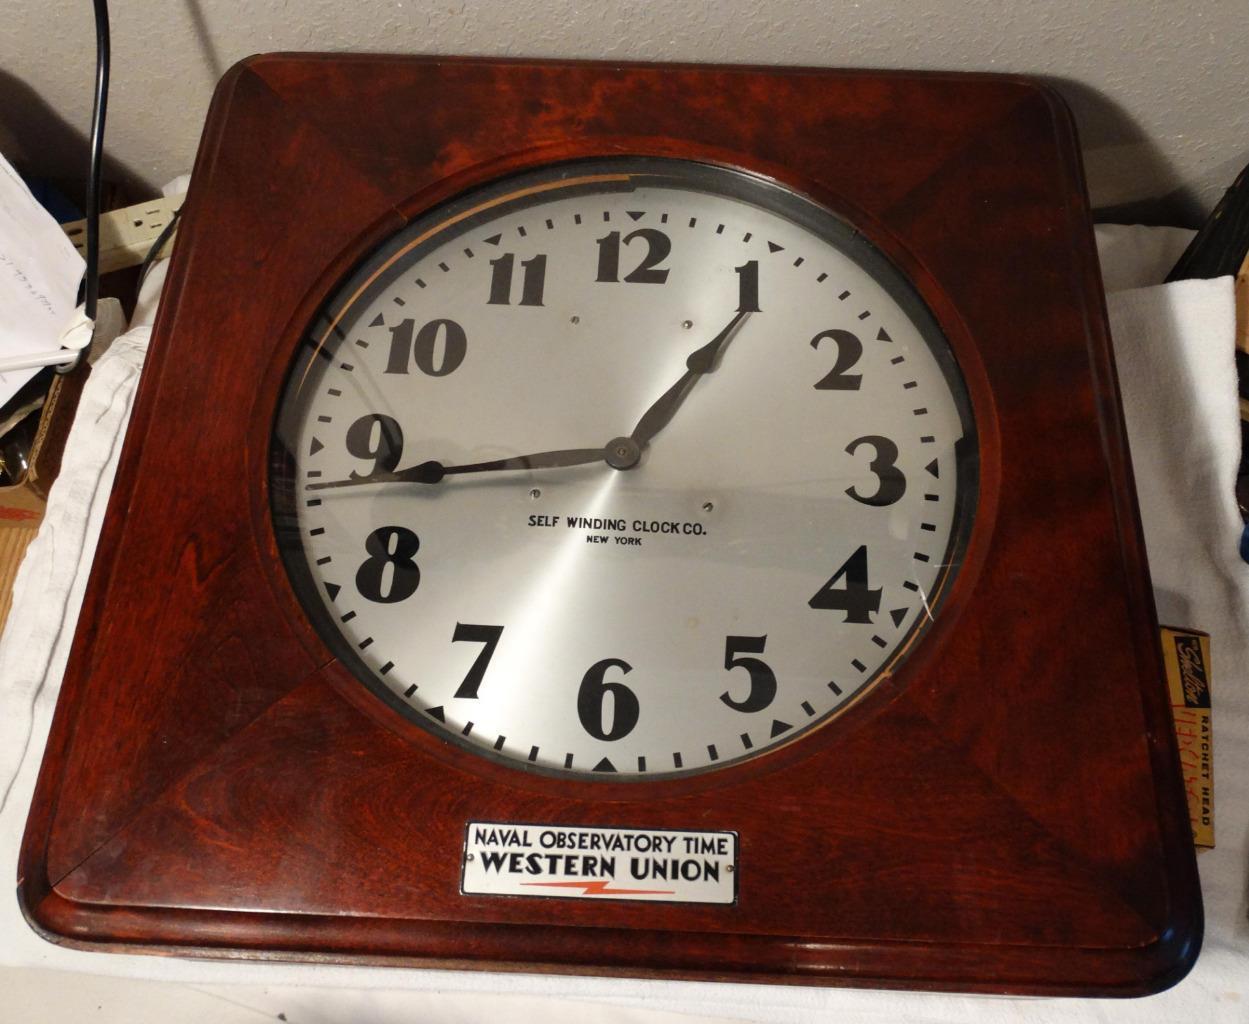 12
11
1
10
2
9
3
8
4
7
5
6
SELF WINDING CLOCK CO.
NEW YORK
NAVAL OBSERVATORY TIME
WESTERN UNION
RATCHET HEAD